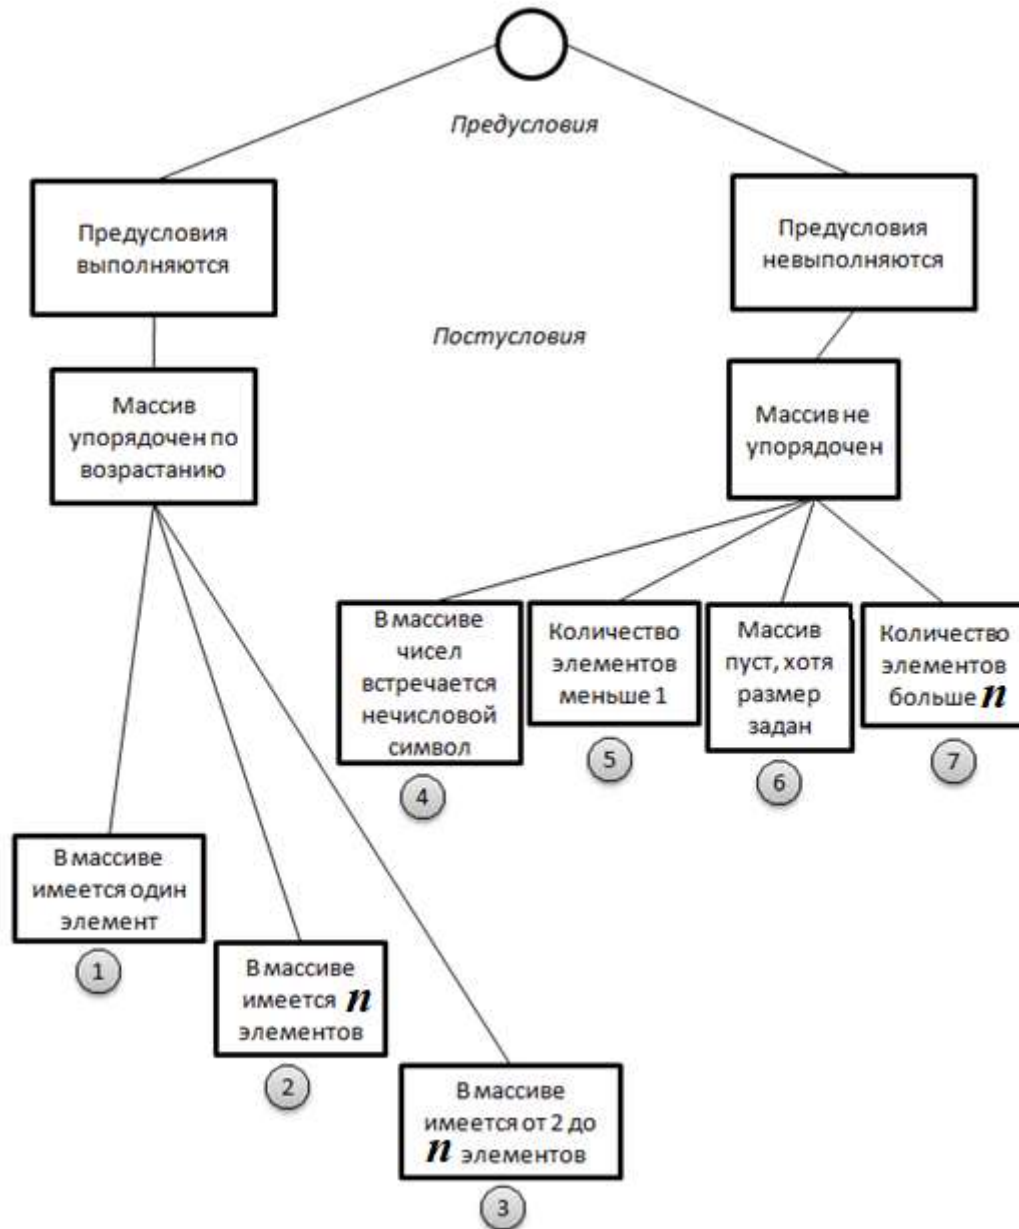 Предусловия
Предусловия
выполняются
Предусловия
невыполняются
Постусловия
Массив
упорядочен по
возрастанию
Массив не
упорядочен
В массиве
чисел
встречается
нечисловой
символ
4
Количество
элементов
меньше 1
5
Массив
пуст, хотя
размер
задан
6
Количество
элементов
больше n
7
В массиве
имеется один
элемент
1
В массиве
имеется n
элементов
2
В массиве
имеется от 2 до
n элементов
3